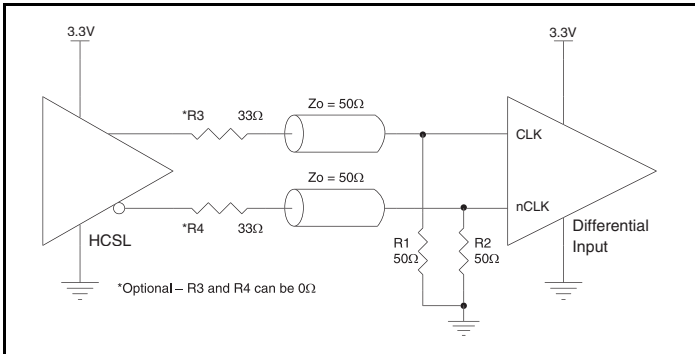 3.3V
3.3V
*R3 33Ω
Zo = 50Ω
CLK
Zo = 50Ω
nCLK
HCSL
*R4 33Ω
R1
50Ω
R2
50Ω
Differential
Input
*Optional – R3 and R4 can be 0Ω